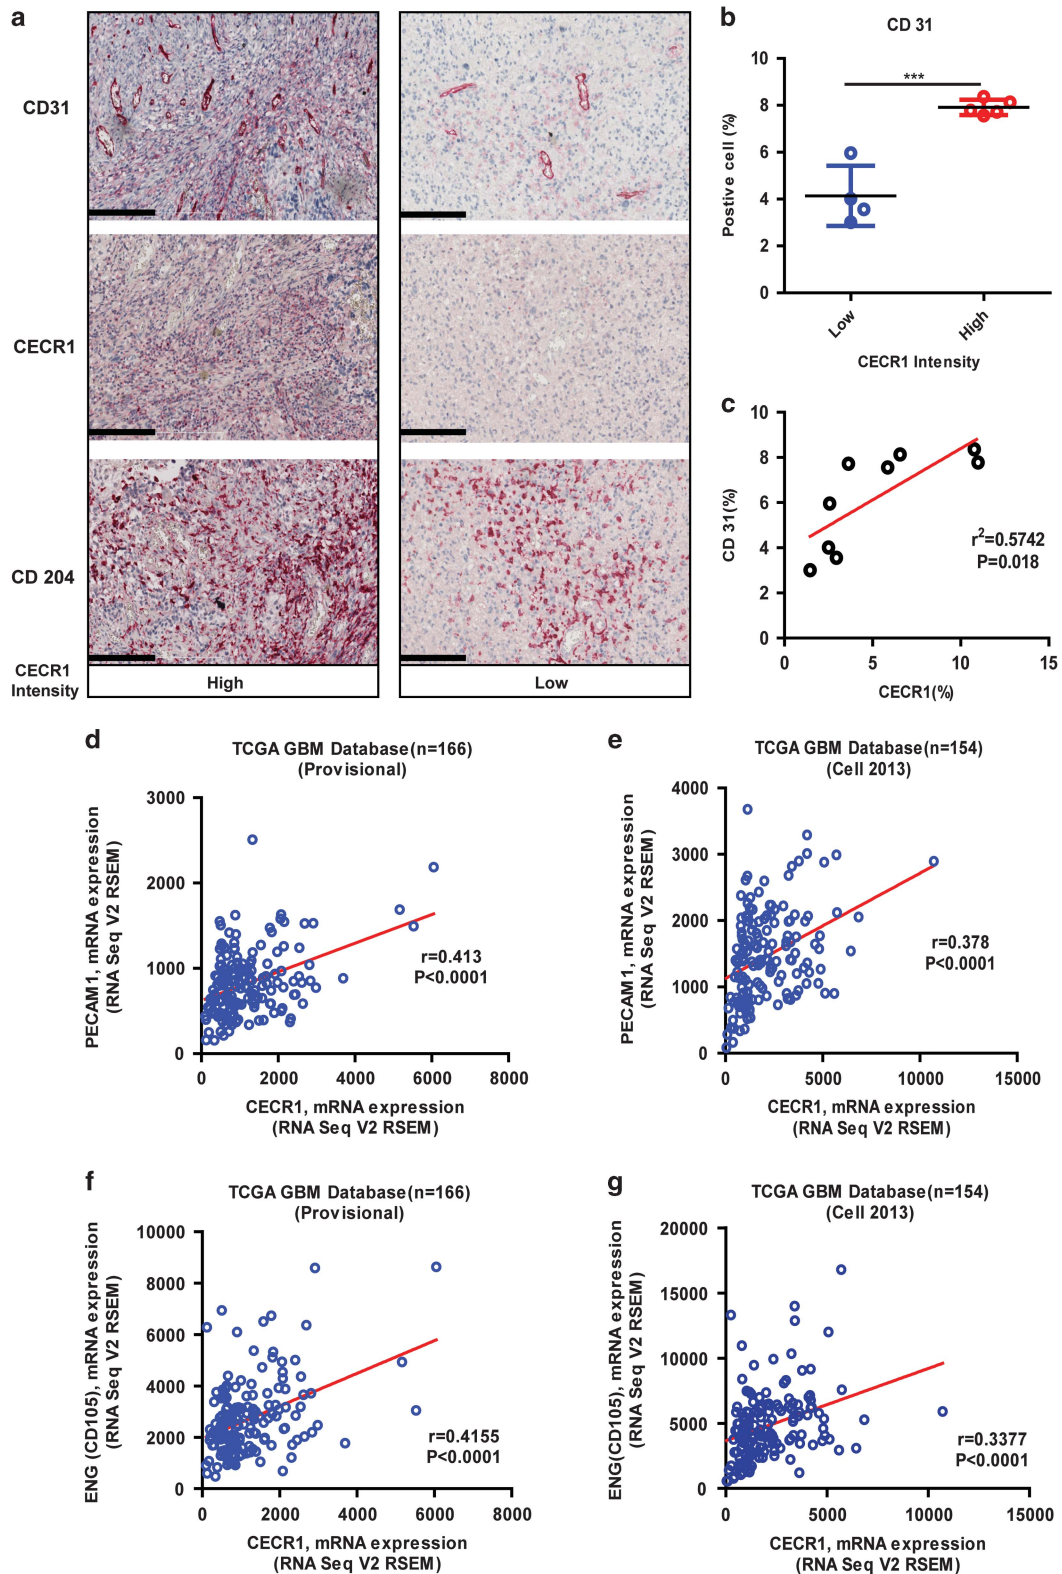 a
CD31
CECR1
CD 204
CECR1
Intensity
High
Low
b
CD 31
***
Postive cell (%)
10
8
6
4
2
0
Low
High
CECR1 Intensity
c
CD 31(%)
10
8
6
4
2
0
r²=0.5742
P=0.018
0
5
10
15
CECR1(%)
d
TCGA GBM Database(n=166)
(Provisional)
PECAM1, mRNA expression
(RNA Seq V2 RSEM)
3000
2000
1000
0
r=0.413
P<0.0001
0
2000
4000
6000
8000
CECR1, mRNA expression
(RNA Seq V2 RSEM)
e
TCGA GBM Database(n=154)
(Cell 2013)
PECAM1, mRNA expression
(RNA Seq V2 RSEM)
4000
3000
2000
1000
0
r=0.378
P<0.0001
0
5000
10000
15000
CECR1, mRNA expression
(RNA Seq V2 RSEM)
f
TCGA GBM Database(n=166)
(Provisional)
ENG (CD105), mRNA expression
(RNA Seq V2 RSEM)
10000
8000
6000
4000
2000
0
r=0.4155
P<0.0001
0
2000
4000
6000
8000
CECR1, mRNA expression
(RNA Seq V2 RSEM)
g
TCGA GBM Database(n=154)
(Cell 2013)
ENG(CD105), mRNA expression
(RNA Seq V2 RSEM)
20000
15000
10000
5000
0
r=0.3377
P<0.0001
0
5000
10000
15000
CECR1, mRNA expression
(RNA Seq V2 RSEM)